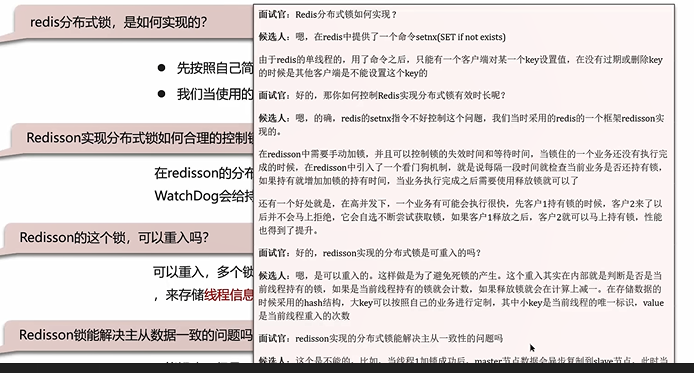 redis分布式锁，是如何实现的？
先按照自己简
我们当使用的
Redisson实现分布式锁如何合理的控制锁
在redisson的分布
WatchDog会给持
Redisson的这个锁，可以重入吗？
可以重入，多个锁
，来存储线程信息
Redisson锁能解决主从数据一致的问题吗
面试官：Redis分布式锁如何实现？
候选人：嗯，在redis中提供了一个命令setnx(SET if not exists)
由于redis的单线程的，用了命令之后，只能有一个客户端对某一个key设置值，在没有过期或删除key
的时候是其他客户端是不能设置这个key的
面试官：好的，那你如何控制Redis实现分布式锁有效时长呢？
候选人：嗯，的确，redis的setnx指令不好控制这个问题，我们当时采用的redis的一个框架redisson实
现的。
在redisson中需要手动加锁，并且可以控制锁的失效时间和等待时间，当锁住的一个业务还没有执行完
成的时候，在redisson中引入了一个看门狗机制，就是说每隔一段时间就检查当前业务是否还持有锁，
如果持有就增加加锁的持有时间，当业务执行完成之后需要使用释放锁就可以了
还有一个好处就是，在高并发下，一个业务有可能会执行很快，先客户1持有锁的时候，客户2来了以
后并不会马上拒绝，它会自选不断尝试获取锁，如果客户1释放之后，客户2就可以马上持有锁，性能
也得到了提升。
面试官：好的，redisson实现的分布式锁是可重入的吗？
候选人：嗯，是可以重入的。这样做是为了避免死锁的产生。这个重入其实在内部就是判断是否是当
前线程持有的锁，如果是当前线程持有的锁就会计数，如果释放锁就会在计算上减一。在存储数据的
时候采用的hash结构，大key可以按照自己的业务进行定制，其中小key是当前线程的唯一标识，value
是当前线程重入的次数
面试官：redisson实现的分布式锁能解决主从一致性的问题吗
候选人：这个是不能的，比如，当线程1加锁成功后，master节点数据会异步复制到slave节点，此时当